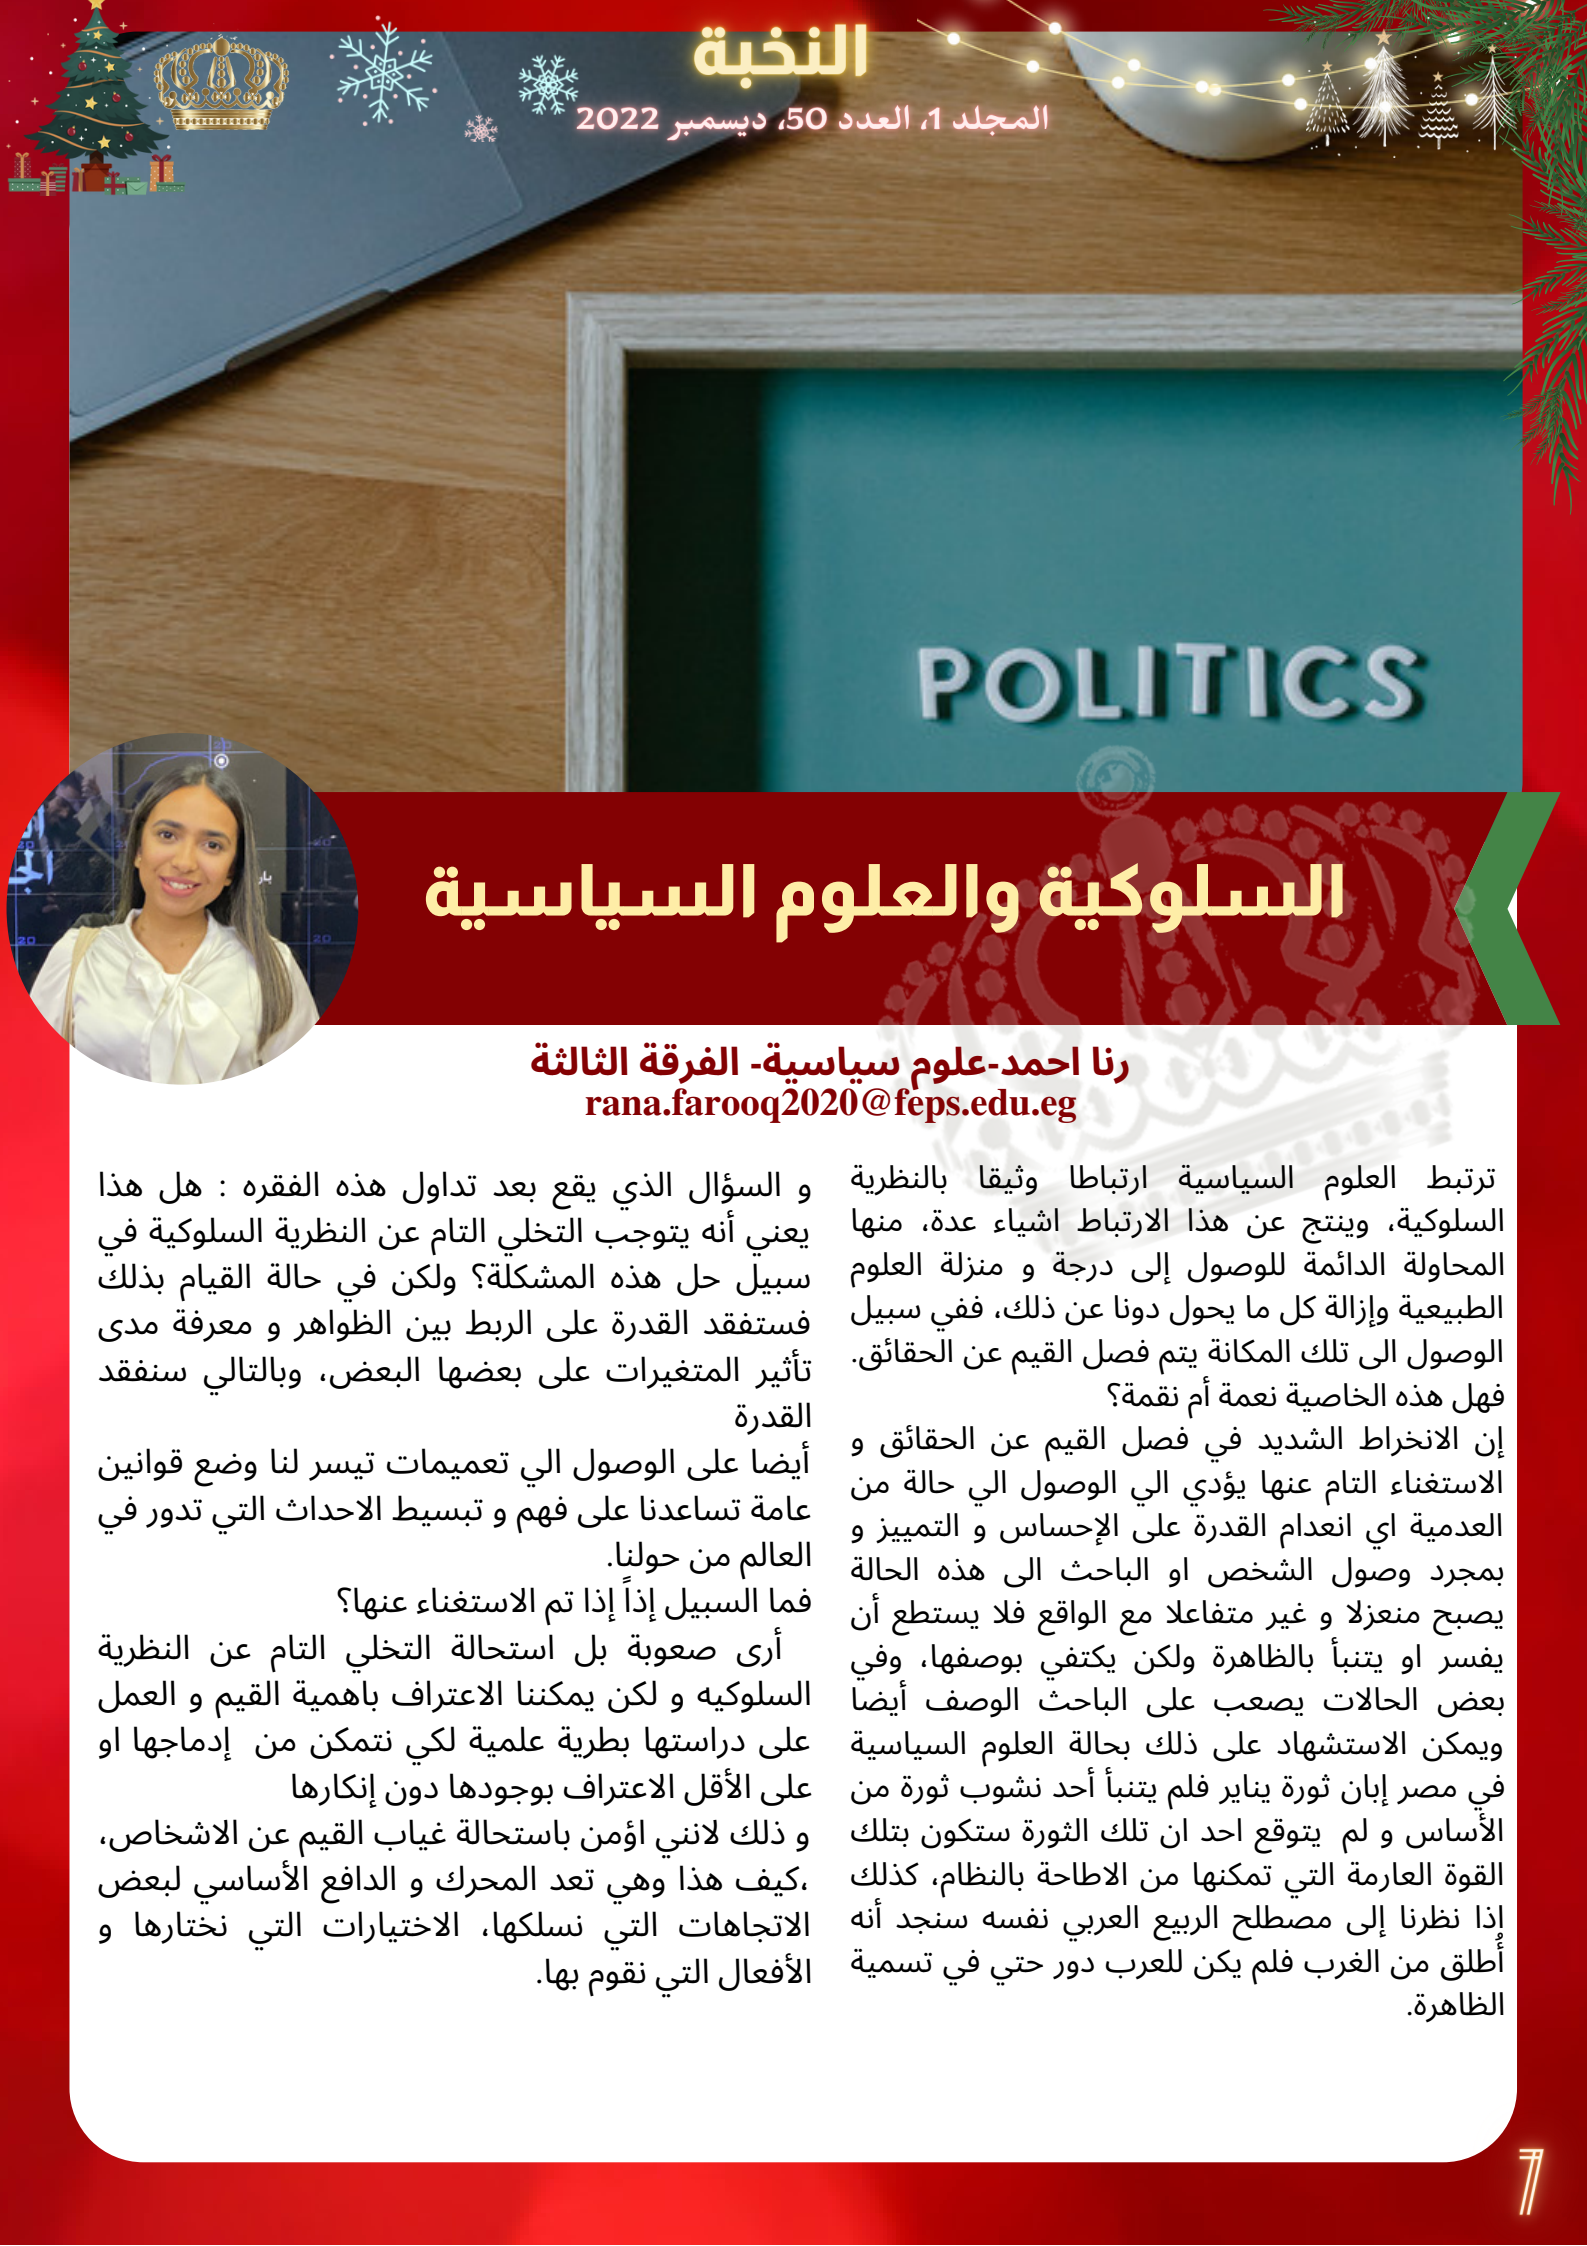 النخبة
المجلد 1، العدد 50، ديسمبر 2022
POLITICS
السلوكية والعلوم السياسية
رنا احمد-علوم سياسية- الفرقة الثالثة
rana.farooq2020@feps.edu.eg
ترتبط العلوم السياسية ارتباطا وثيقا بالنظرية
السلوكية، وينتج عن هذا الارتباط اشياء عدة، منها
المحاولة الدائمة للوصول إلى درجة و منزلة العلوم
الطبيعية وإزالة كل ما يحول دونا عن ذلك، ففي سبيل
الوصول الى تلك المكانة يتم فصل القيم عن الحقائق.
فهل هذه الخاصية نعمة أم نقمة؟
إن الانخراط الشديد في فصل القيم عن الحقائق و
الاستغناء التام عنها يؤدي الي الوصول الي حالة من
العدمية اي انعدام القدرة على الإحساس و التمييز و
بمجرد وصول الشخص او الباحث الى هذه الحالة
يصبح منعزلا و غير متفاعلا مع الواقع فلا يستطع أن
يفسر او يتنبأ بالظاهرة ولكن يكتفي بوصفها، وفي
بعض الحالات يصعب على الباحث الوصف أيضا
ويمكن الاستشهاد على ذلك بحالة العلوم السياسية
في مصر إبان ثورة يناير فلم يتنبأ أحد نشوب ثورة من
الأساس و لم يتوقع احد ان تلك الثورة ستكون بتلك
القوة العارمة التي تمكنها من الاطاحة بالنظام، كذلك
إذا نظرنا إلى مصطلح الربيع العربي نفسه سنجد أنه
أُطلق من الغرب فلم يكن للعرب دور حتي في تسمية
الظاهرة.
و السؤال الذي يقع بعد تداول هذه الفقره : هل هذا
يعني أنه يتوجب التخلي التام عن النظرية السلوكية في
سبيل حل هذه المشكلة؟ ولكن في حالة القيام بذلك
فستفقد القدرة على الربط بين الظواهر و معرفة مدى
تأثير المتغيرات على بعضها البعض، وبالتالي سنفقد
القدرة
أيضا على الوصول الي تعميمات تيسر لنا وضع قوانين
عامة تساعدنا على فهم و تبسيط الاحداث التي تدور في
العالم من حولنا.
فما السبيل إذاً إذا تم الاستغناء عنها؟
أرى صعوبة بل استحالة التخلي التام عن النظرية
السلوكيه و لكن يمكننا الاعتراف باهمية القيم و العمل
على دراستها بطرية علمية لكي نتمكن من إدماجها او
على الأقل الاعتراف بوجودها دون إنكارها
و ذلك لانني اؤمن باستحالة غياب القيم عن الاشخاص،
،كيف هذا وهي تعد المحرك و الدافع الأساسي لبعض
الاتجاهات التي نسلكها، الاختيارات التي نختارها و
الأفعال التي نقوم بها.
7